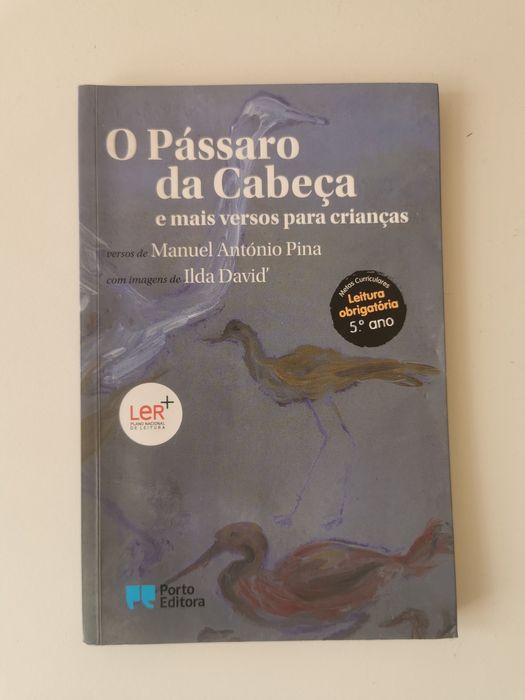 O Pássaro
da Cabeça
e mais versos para crianças
versos de Manuel António Pina
com imagens de Ilda David'
Metas Curriculares
Leitura
obrigatória
5.º ano
LeR+
PLANO NACIONAL
DE LEITURA
Porto
Editora